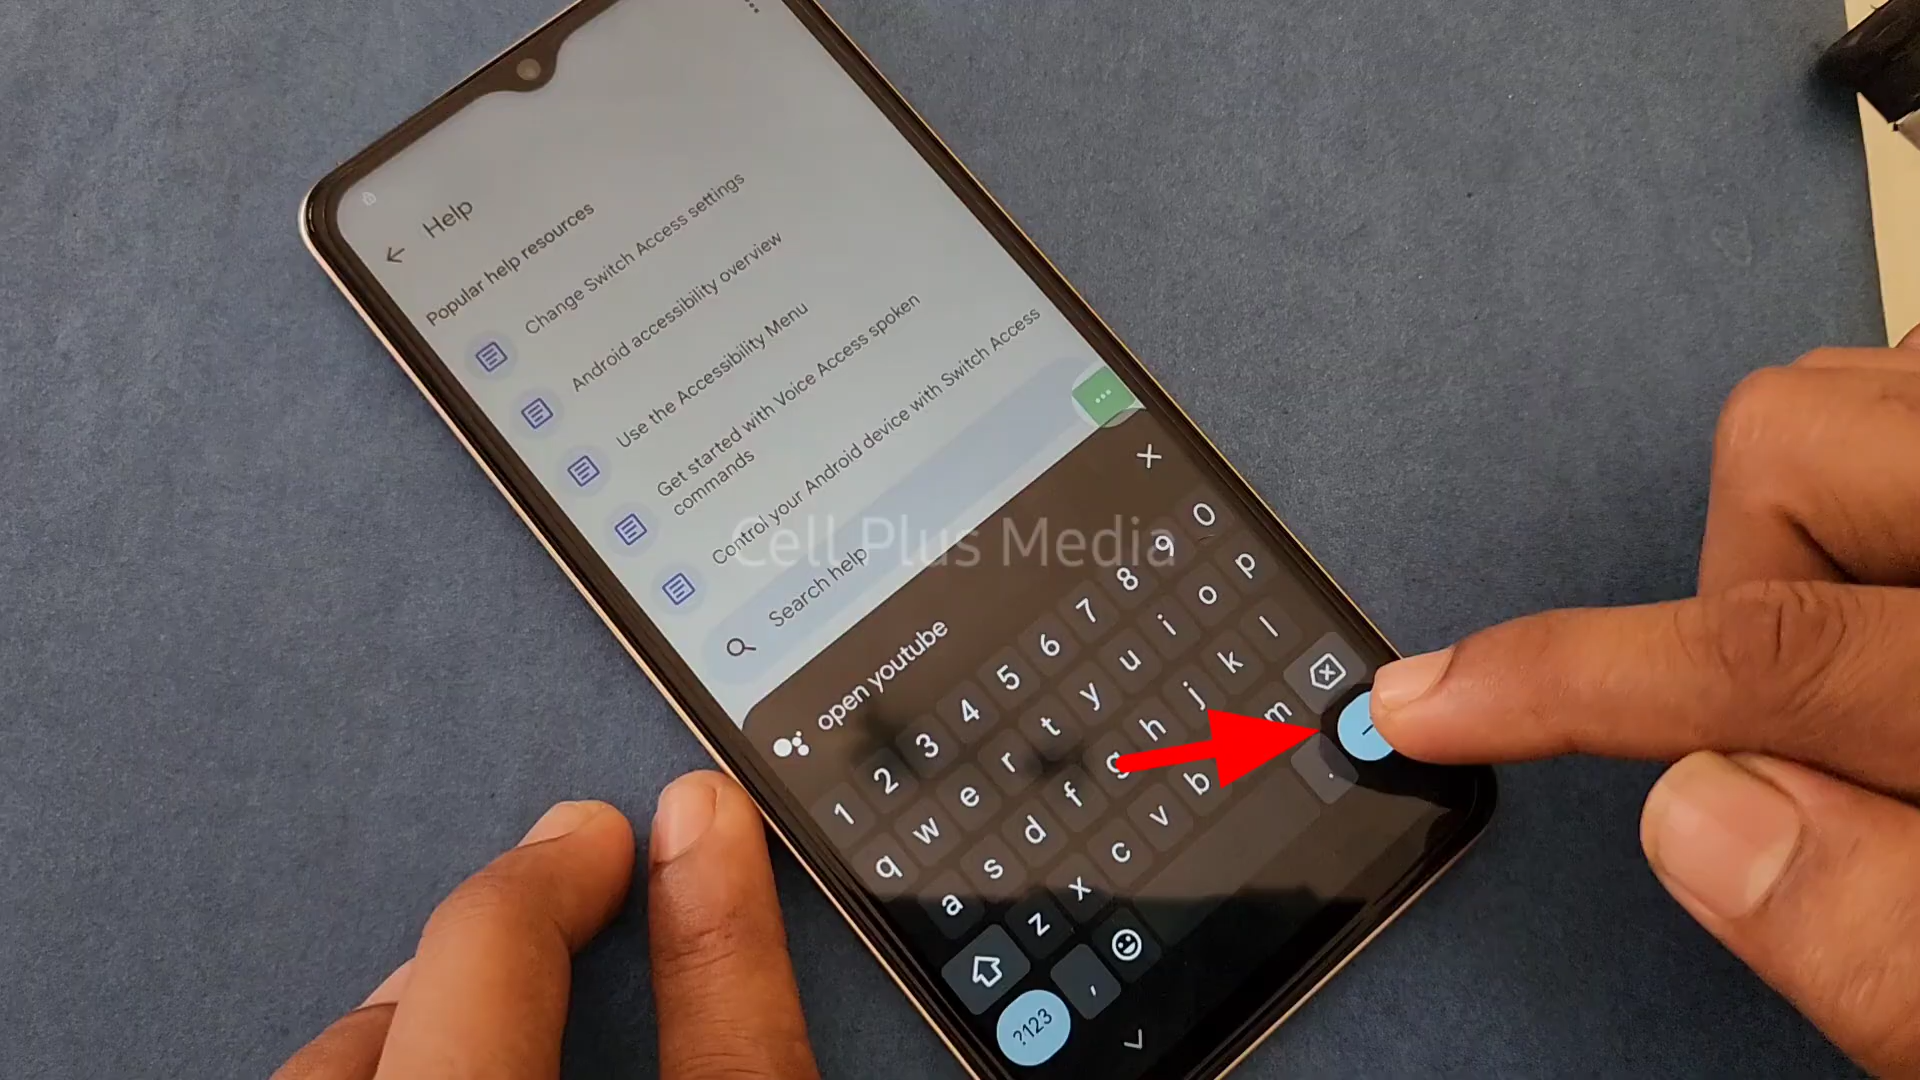 Help
Popular help resources
Change Switch Access settings
Android accessibility overview
Use the Accessibility Menu
Get started with Voice Access spoken
commands
Control your Android device with Switch Access
Search help
Cell Plus Media
open youtube
1 2 3 4 5 6 7 8 9 0
q w e r t y u i o p
a s d f g h j k l
z x c v b m
?123 , .